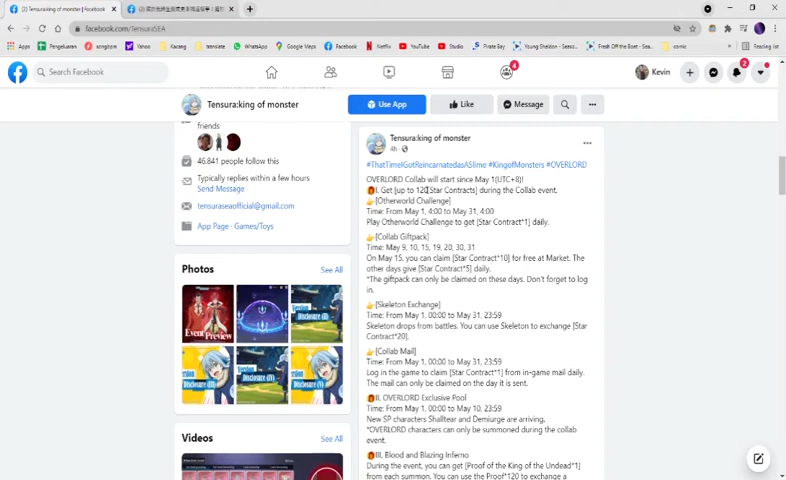 (2) Tensura:king of monster | Facebook
facebook.com/TensuraSEA
Apps
Pengeluaran
songbom
Yahoo
Kacang
translate
WhatsApp
Google Maps
Facebook
Netflix
YouTube
Studio
Pirate Bay
Young Sheldon - Seaso...
Fresh Off the Boat - Sea...
comic
Reading list
Search Facebook
4
Kevin
2
Tensura:king of monster
Use App
Like
Message
friends
46.841 people follow this
Typically replies within a few hours
Send Message
tensuraseaofficial@gmail.com
App Page · Games/Toys
Photos
See All
Event Preview
Version
Disclosure (III)
Disclosure (II)
Disclosure (I)
Videos
See All
Tensura:king of monster
4h
#ThatTimeIGotReincarnatedasASlime #KingofMonsters #OVERLORD
OVERLORD Collab will start since May 1(UTC+8)!
I. Get [up to 120 Star Contracts] during the Collab event.
[Otherworld Challenge]
Time: From May 1, 4:00 to May 31, 4:00
Play Otherworld Challenge to get [Star Contract*1] daily.
[Collab Giftpack]
Time: May 9, 10, 15, 19, 20, 30, 31
On May 15, you can claim [Star Contract*10] for free at Market. The
other days give [Star Contract*5] daily.
*The giftpack can only be claimed on these days. Don't forget to log
in.
[Skeleton Exchange]
Time: From May 1, 00:00 to May 31, 23:59
Skeleton drops from battles. You can use Skeleton to exchange [Star
Contract*20].
[Collab Mail]
Time: From May 1, 00:00 to May 31, 23:59
Log in the game to claim [Star Contract*1] from in-game mail daily.
The mail can only be claimed on the day it is sent.
II. OVERLORD Exclusive Pool
Time: From May 1, 00:00 to May 10, 23:59
New SP characters Shalltear and Demiurge are arriving.
*OVERLORD characters can only be summoned during the collab
event.
III. Blood and Blazing Inferno
During the event, you can get [Proof of the King of the Undead*1]
from each summon. You can use the Proof*120 to exchange a